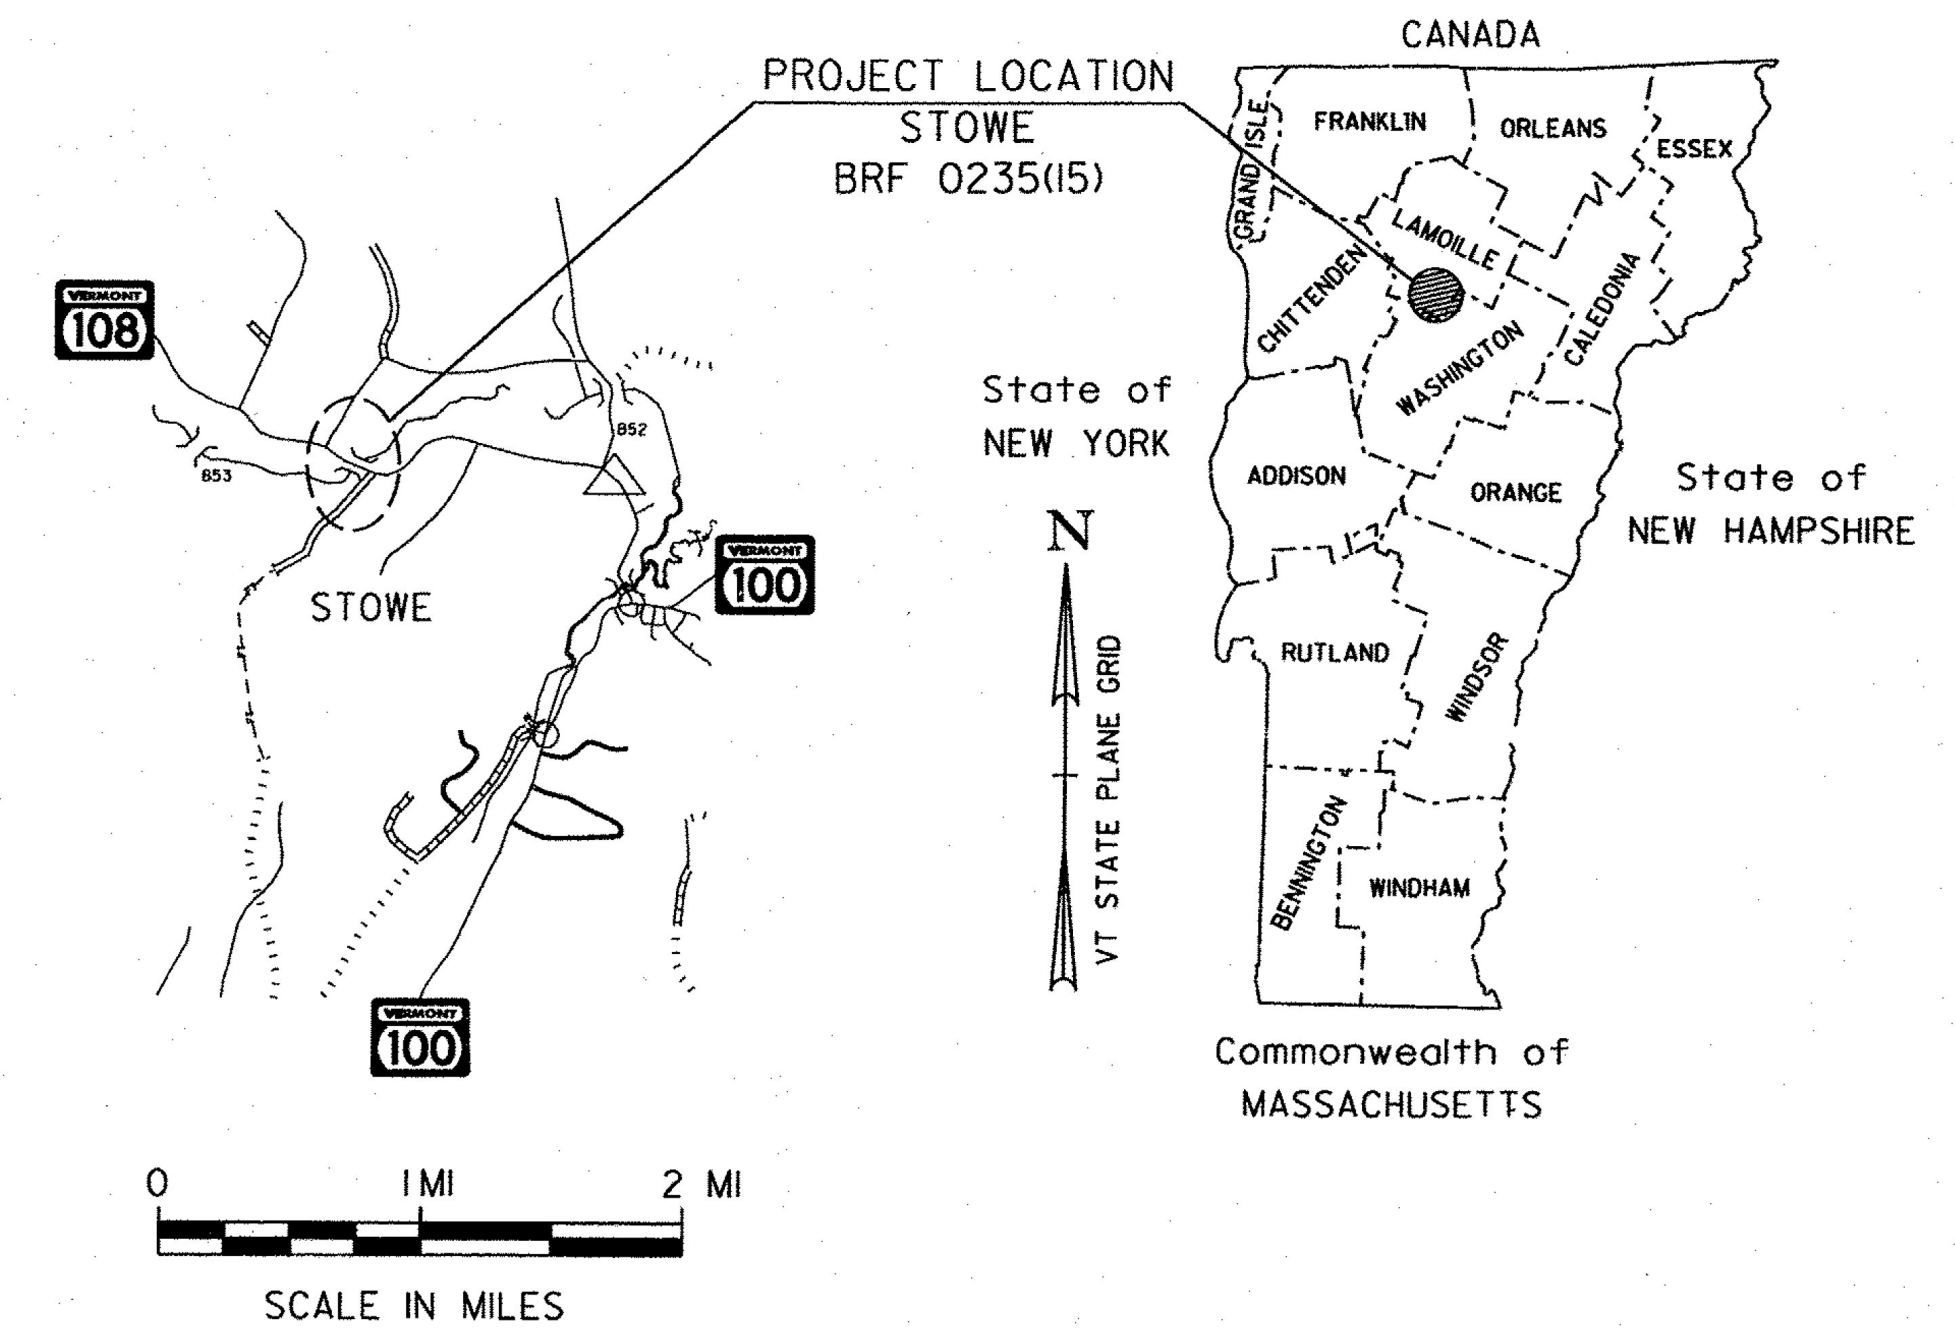 CANADA
PROJECT LOCATION
STOWE
BRF 0235(15)
GRAND ISLE
FRANKLIN
ORLEANS
ESSEX
LAMOILLE
CHITTENDEN
CALEDONIA
WASHINGTON
VERMONT
108
852
853
State of
NEW YORK
ADDISON
ORANGE
State of
NEW HAMPSHIRE
N
VERMONT
100
STOWE
RUTLAND
WINDSOR
VT STATE PLANE GRID
BENNINGTON
WINDHAM
VERMONT
100
Commonwealth of
MASSACHUSETTS
0 1 MI 2 MI
SCALE IN MILES